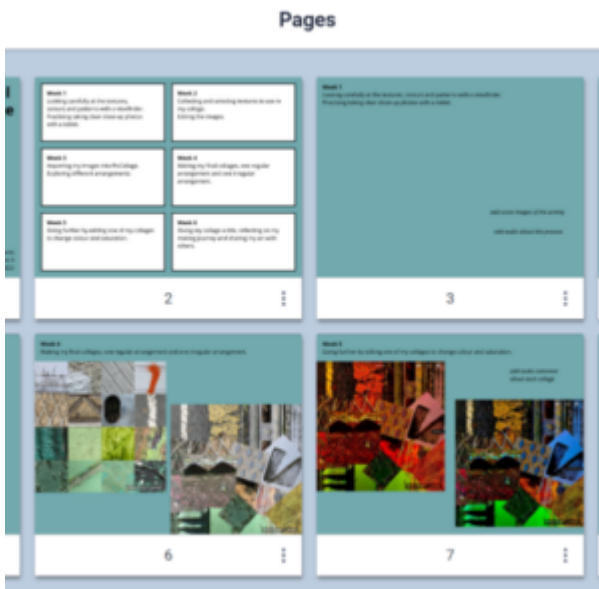 Pages
Week 1
Looking carefully at the textures,
colours and patterns with a viewfinder.
Practising taking clear close-up photos
with a tablet.
Week 2
Collecting and selecting textures to use in
my collage.
Editing the images.
Week 3
Importing my images into PicCollage.
Exploring different arrangements.
Week 4
Making my final collages, one regular
arrangement and one irregular
arrangement.
Week 5
Going further by editing one of my collages
to change colour and saturation.
Week 6
Giving my collage a title, reflecting on my
making journey and sharing my art with
others.
2
Week 1
Looking carefully at the textures, colours and patterns with a viewfinder.
Practising taking clear close-up photos with a tablet.
add some images of the activity
add audio about the process
3
Making my final collages, one regular arrangement and one irregular arrangement.
6
Week 5
Going further by editing one of my collages to change colour and saturation.
add audio comment
about each collage
7